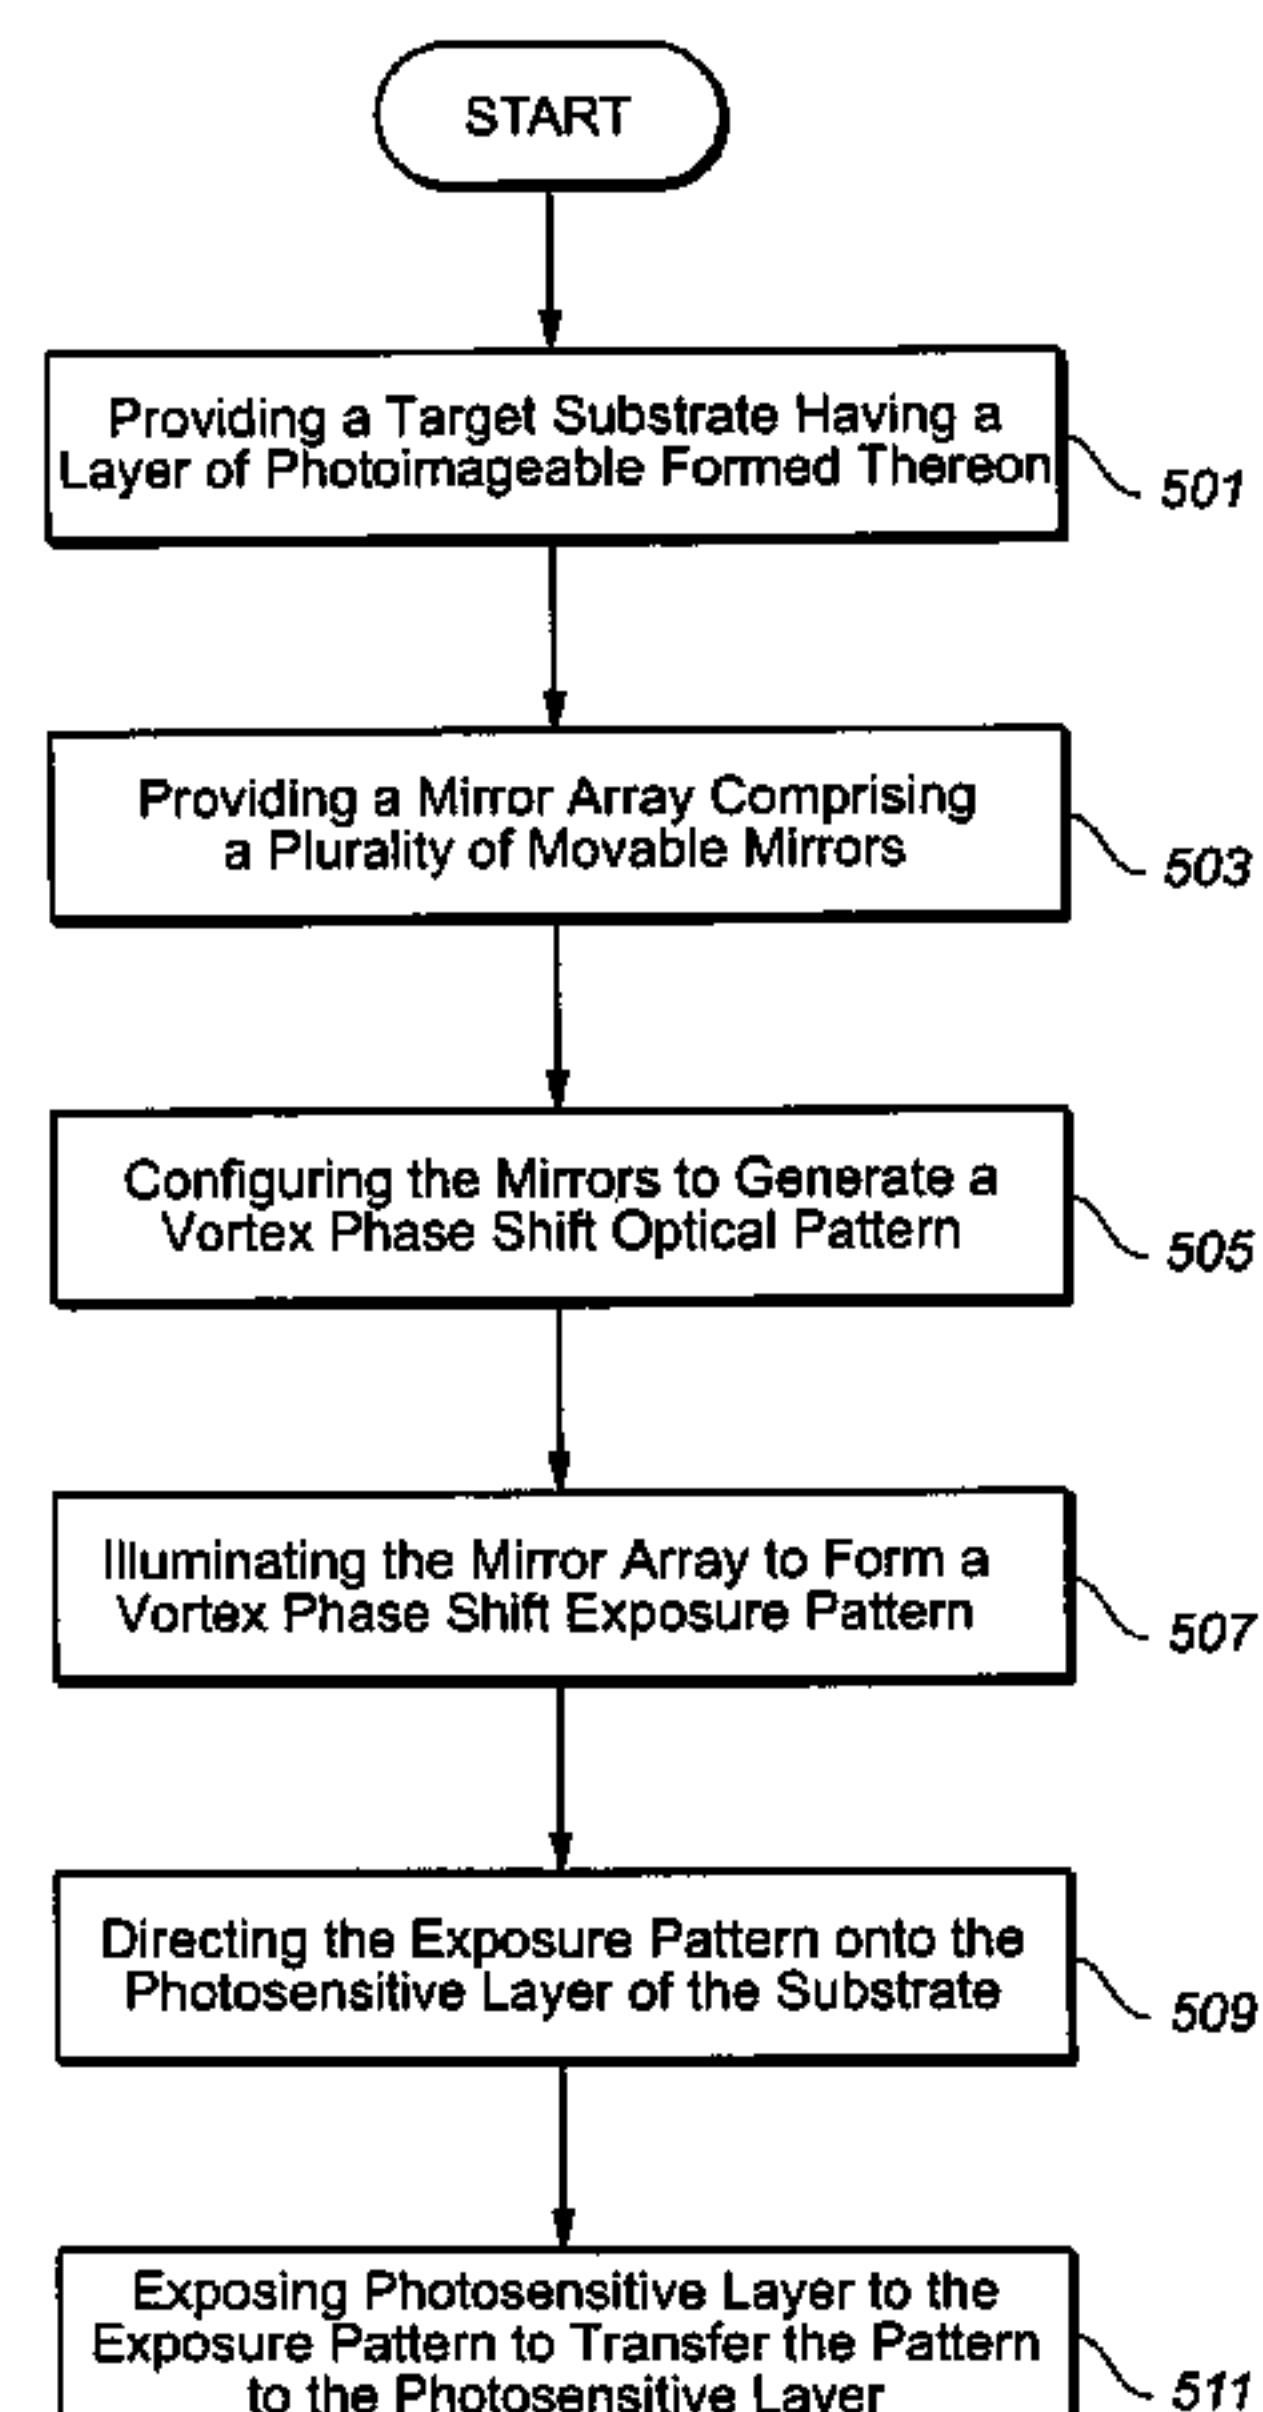 START
Providing a Target Substrate Having a
Layer of Photoimageable Formed Thereon
501
Providing a Mirror Array Comprising
a Plurality of Movable Mirrors
503
Configuring the Mirrors to Generate a
Vortex Phase Shift Optical Pattern
505
Illuminating the Mirror Array to Form a
Vortex Phase Shift Exposure Pattern
507
Directing the Exposure Pattern onto the
Photosensitive Layer of the Substrate
509
Exposing Photosensitive Layer to the
Exposure Pattern to Transfer the Pattern
to the Photosensitive Layer
511